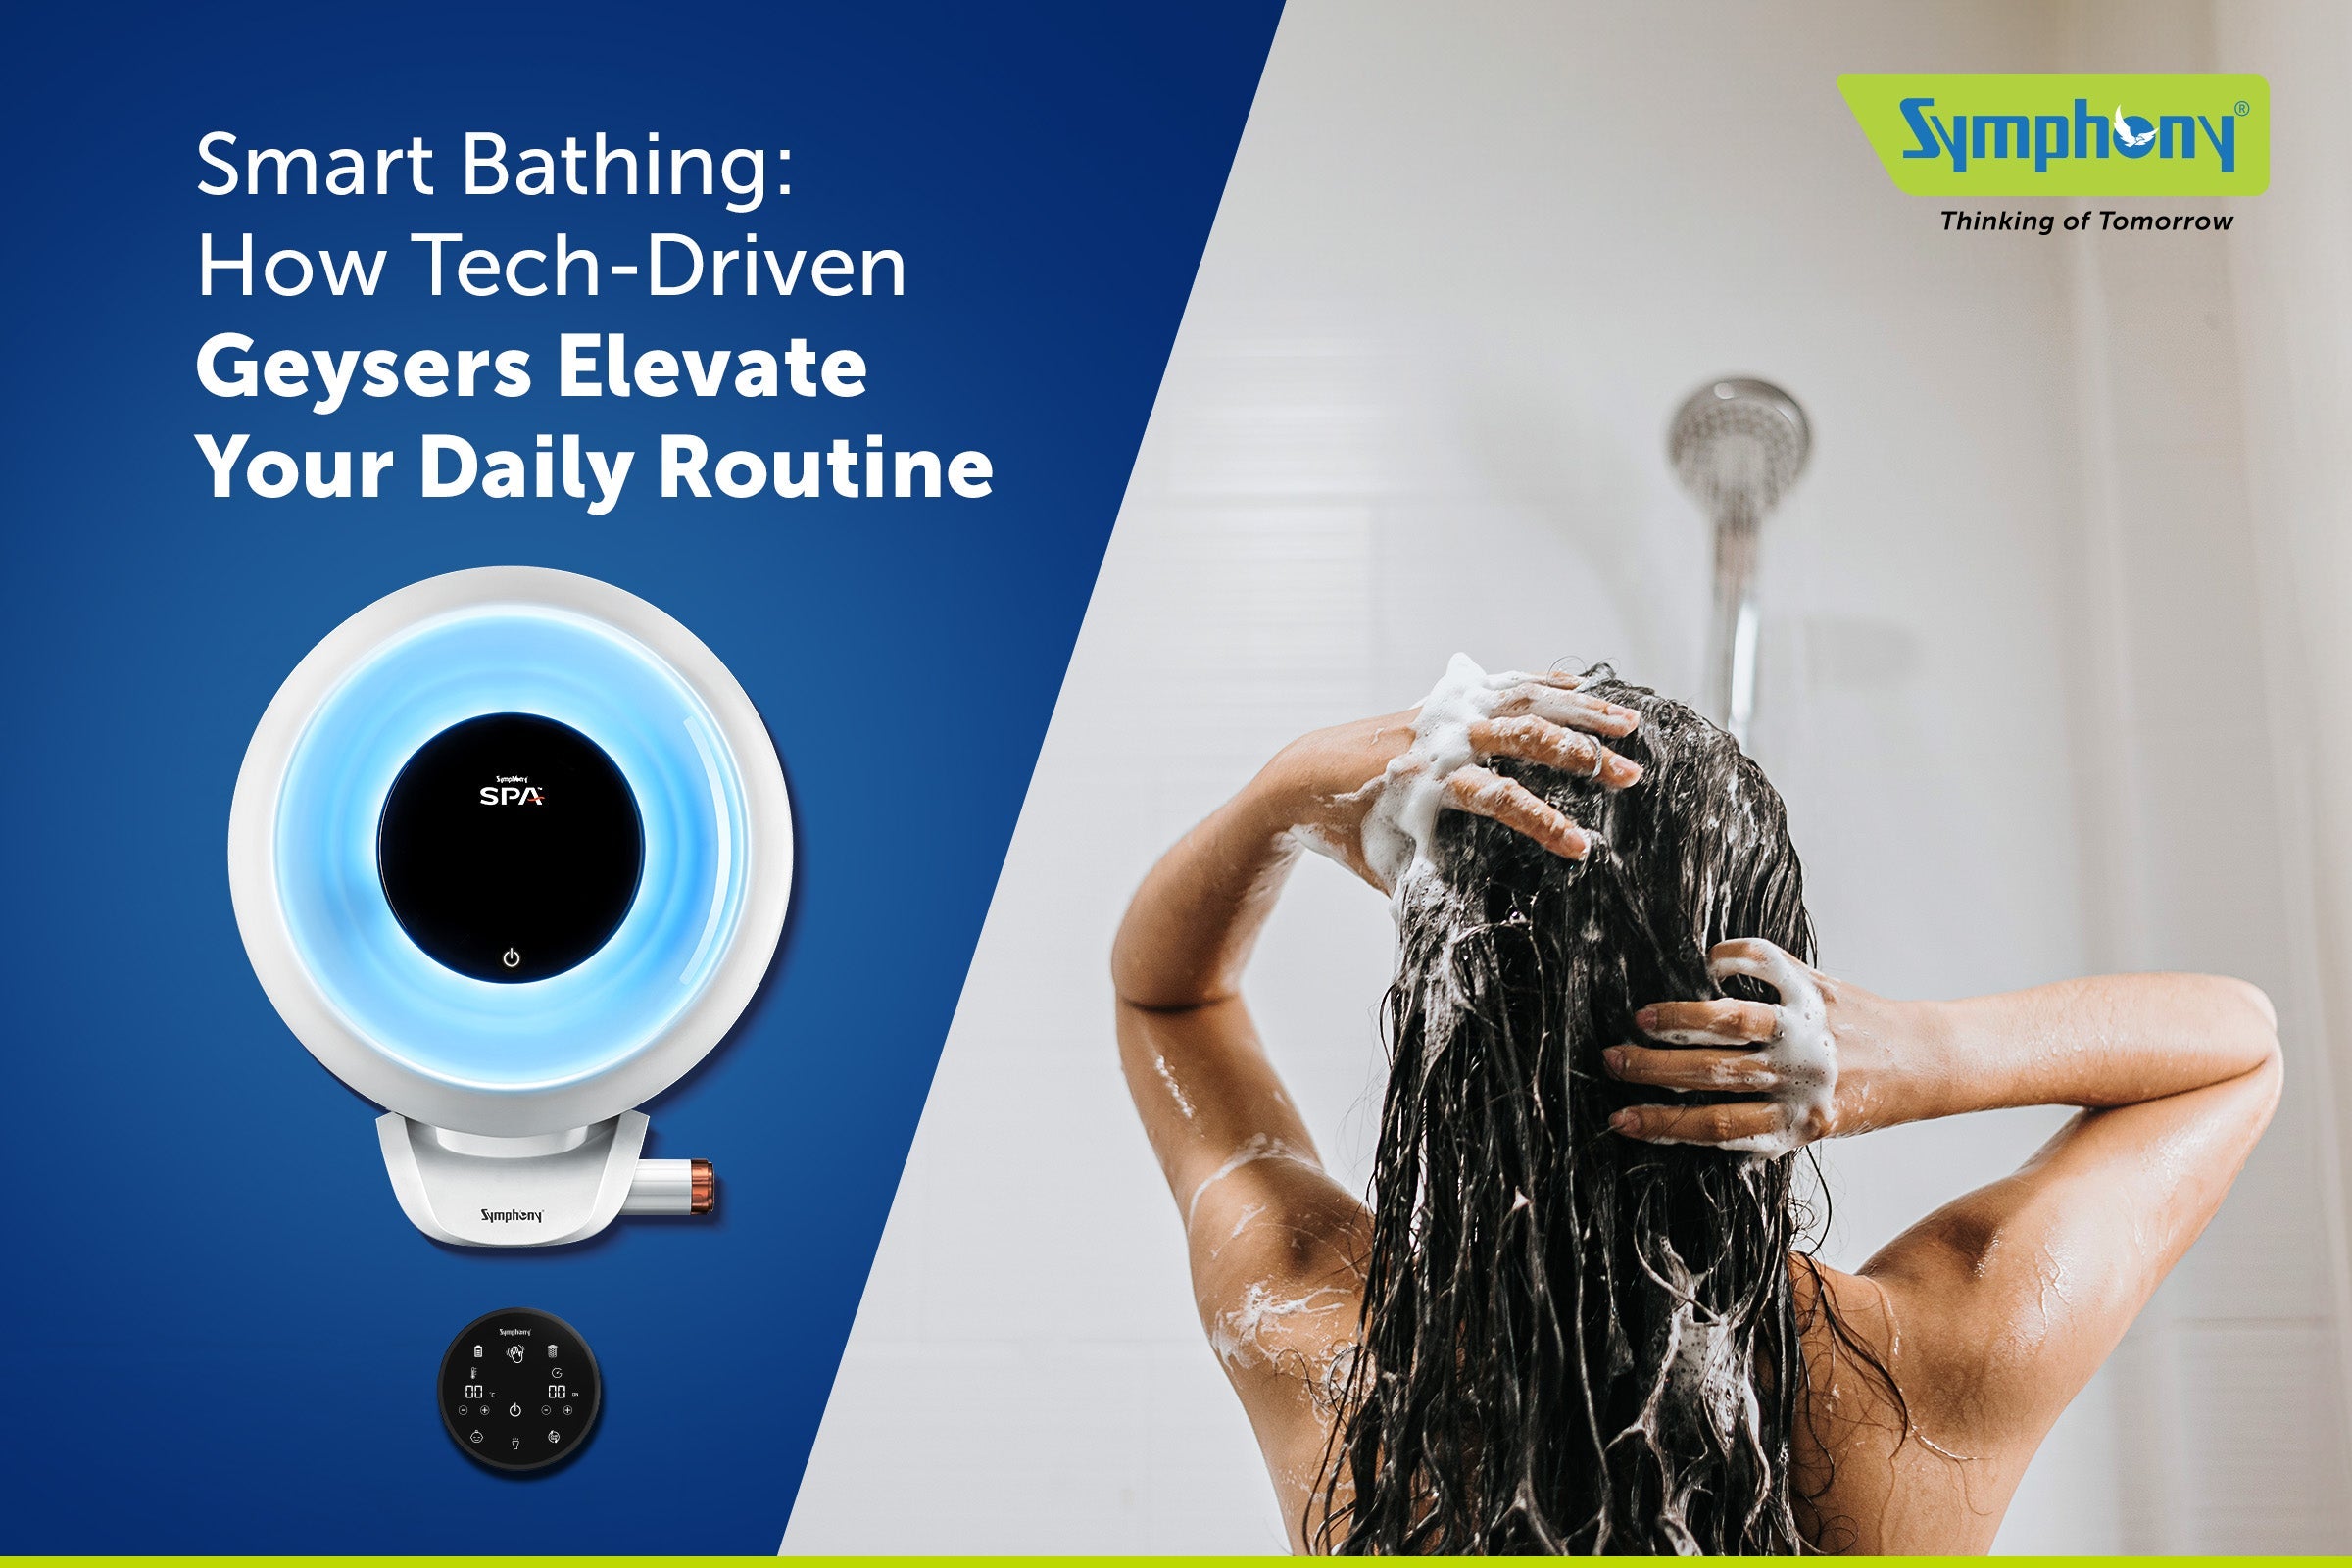 Smart Bathing:
How Tech-Driven
Geysers Elevate
Your Daily Routine
Symphony®
Thinking of Tomorrow
Symphony
SPA
Symphony
Symphony
00 °C
00